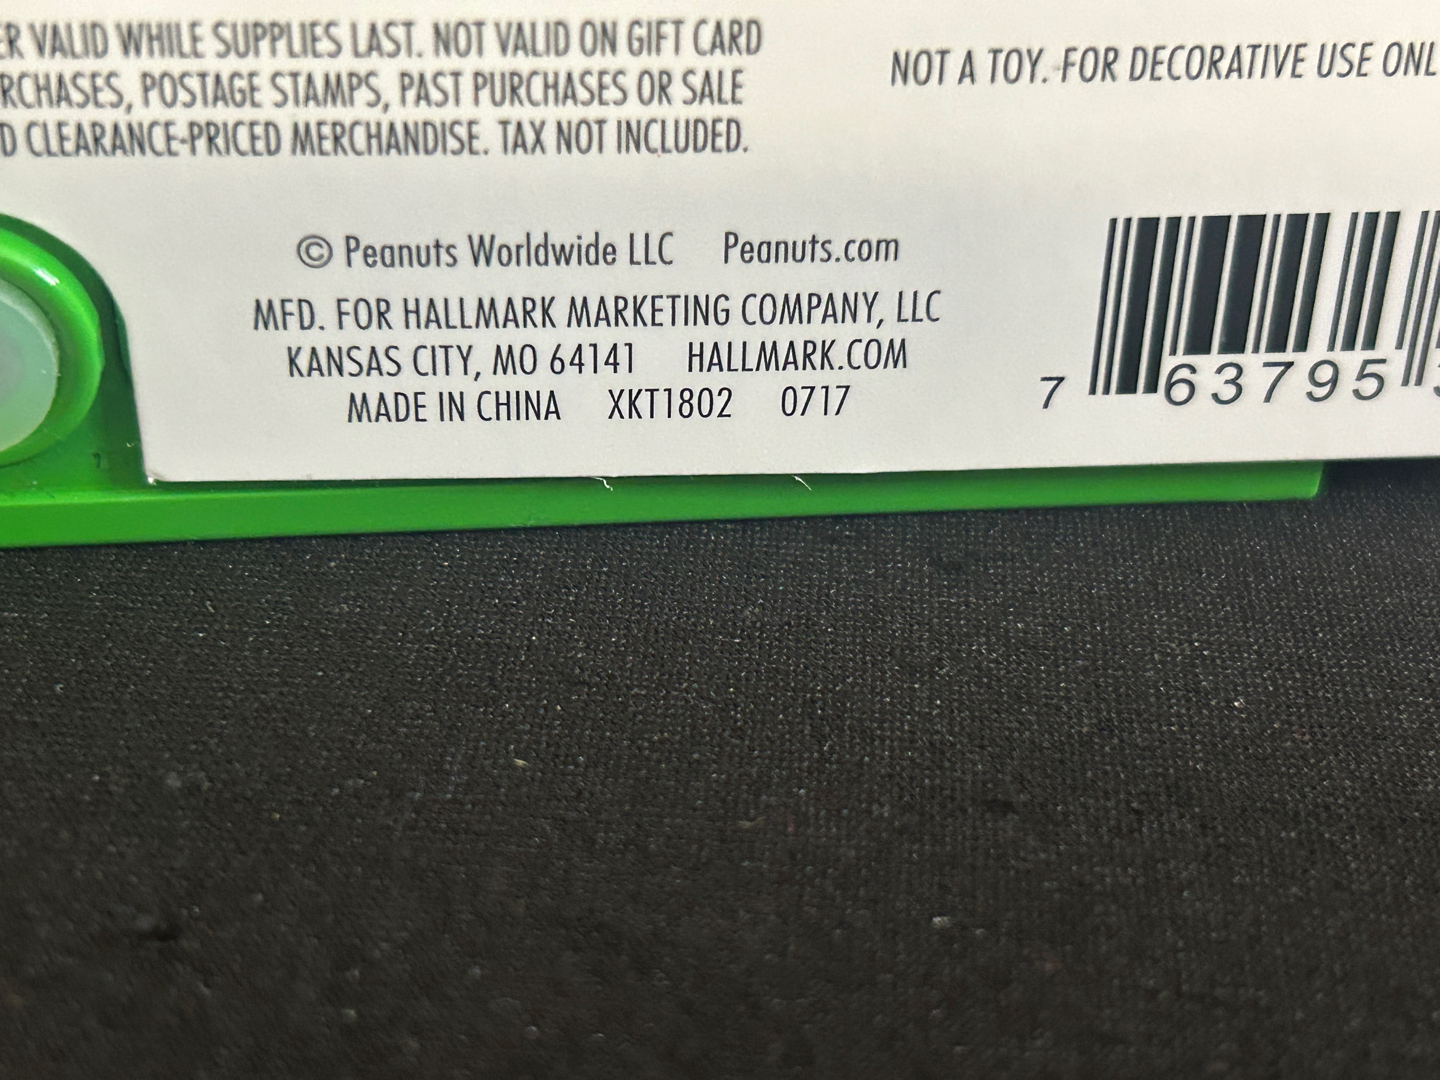 ER VALID WHILE SUPPLIES LAST. NOT VALID ON GIFT CARD
RCHASES, POSTAGE STAMPS, PAST PURCHASES OR SALE
D CLEARANCE-PRICED MERCHANDISE. TAX NOT INCLUDED.
NOT A TOY. FOR DECORATIVE USE ONL
© Peanuts Worldwide LLC Peanuts.com
MFD. FOR HALLMARK MARKETING COMPANY, LLC
KANSAS CITY, MO 64141 HALLMARK.COM
MADE IN CHINA XKT1802 0717
7 63795